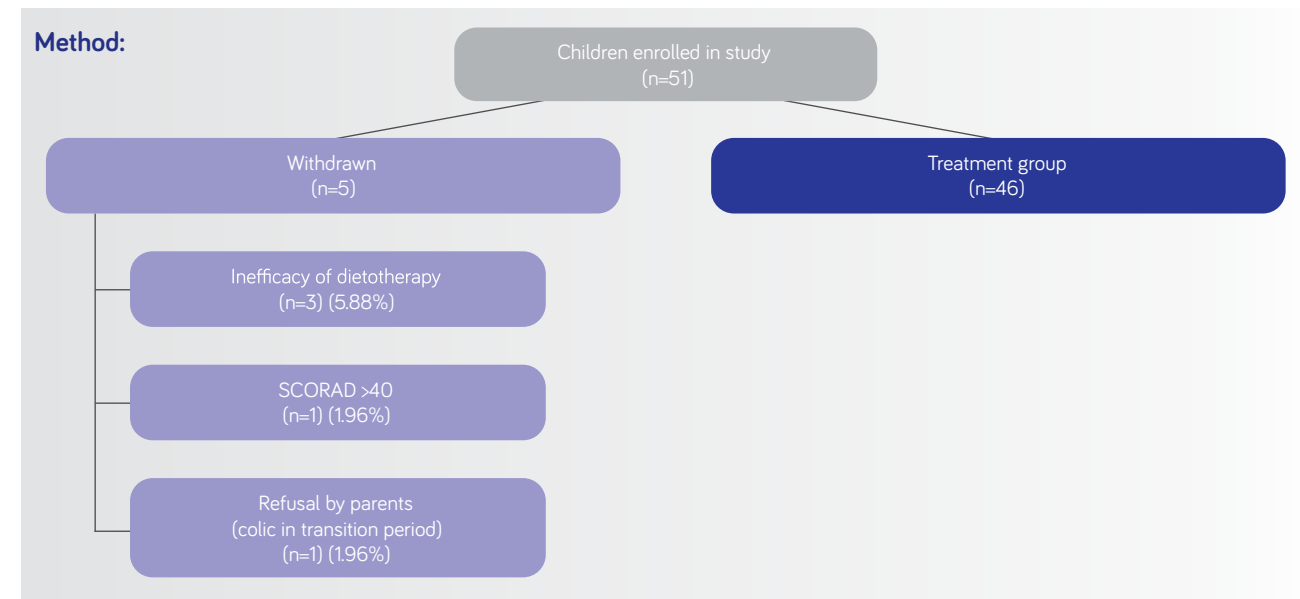 Method:
Children enrolled in study
(n=51)
Withdrawn
(n=5)
Treatment group
(n=46)
Inefficacy of dietotherapy
(n=3) (5.88%)
SCORAD >40
(n=1) (1.96%)
Refusal by parents
(colic in transition period)
(n=1) (1.96%)